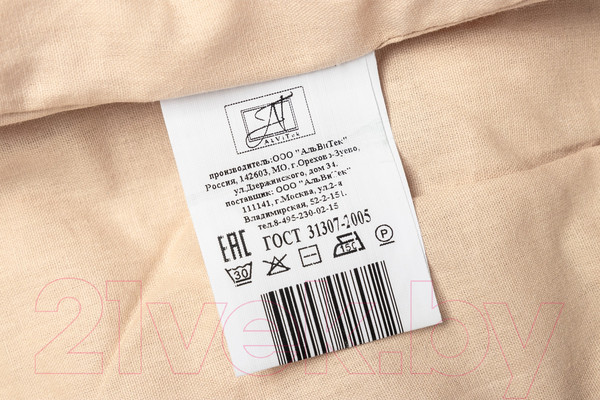 AT
ALViTek
производитель:ООО "АльВиТек"
Россия, 142603, МО, г.Орехово-Зуево,
ул.Дзержинского, дом 34.
поставщик: ООО "АльВиТек"
111141, г.Москва, ул.2-я
Владимирская, 52-2-151.
тел.8-495-230-02-15
ЕАС ГОСТ 31307-2005
30 150 P
21vek.by